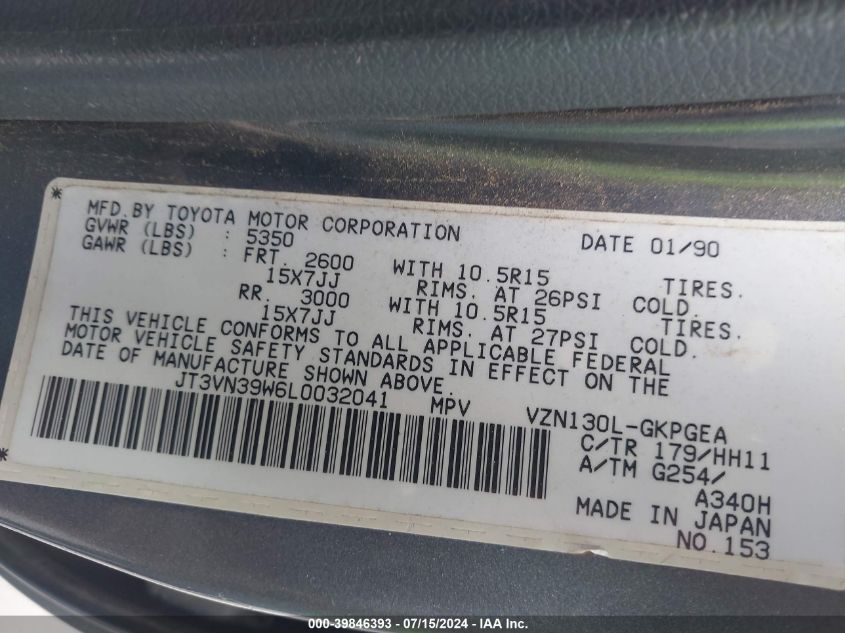 * MFD.BY TOYOTA MOTOR CORPORATION DATE 01/90
GVWR (LBS) : 5350
GAWR (LBS) : FRT. 2600 WITH 10.5R15 TIRES.
15X7JJ RIMS. AT 26PSI COLD.
RR. 3000 WITH 10.5R15 TIRES.
15X7JJ RIMS. AT 27PSI COLD.
THIS VEHICLE CONFORMS TO ALL APPLICABLE FEDERAL
MOTOR VEHICLE SAFETY STANDARDS IN EFFECT ON THE
DATE OF MANUFACTURE SHOWN ABOVE.
JT3VN39W6L0032041 MPV VZN130L-GKPGEA
C/TR 179/HH11
A/TM G254/
* A340H
MADE IN JAPAN
NO.153
000-39846393 - 07/15/2024 - IAA Inc.